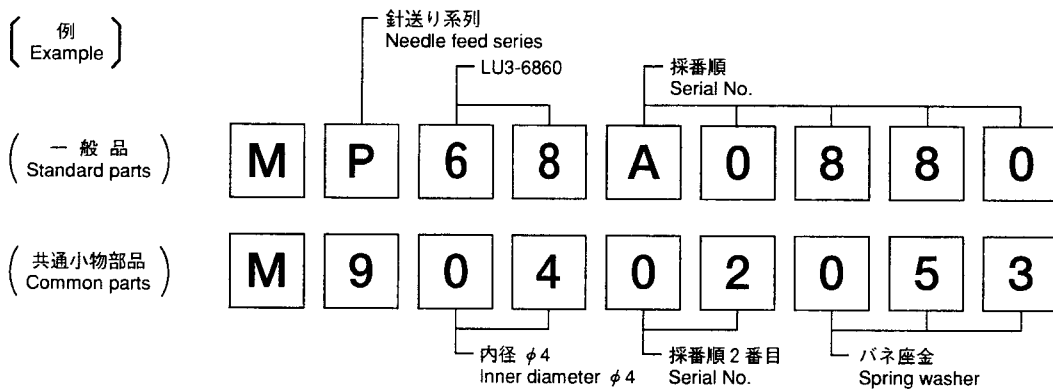 例
Example
針送り系列
Needle feed series
LU3-6860
採番順
Serial No.
一般品
Standard parts
M P 6 8 A 0 8 8 0
共通小物部品
Common parts
M 9 0 4 0 2 0 5 3
内径 φ4
Inner diameter φ4
採番順2番目
Serial No.
バネ座金
Spring washer